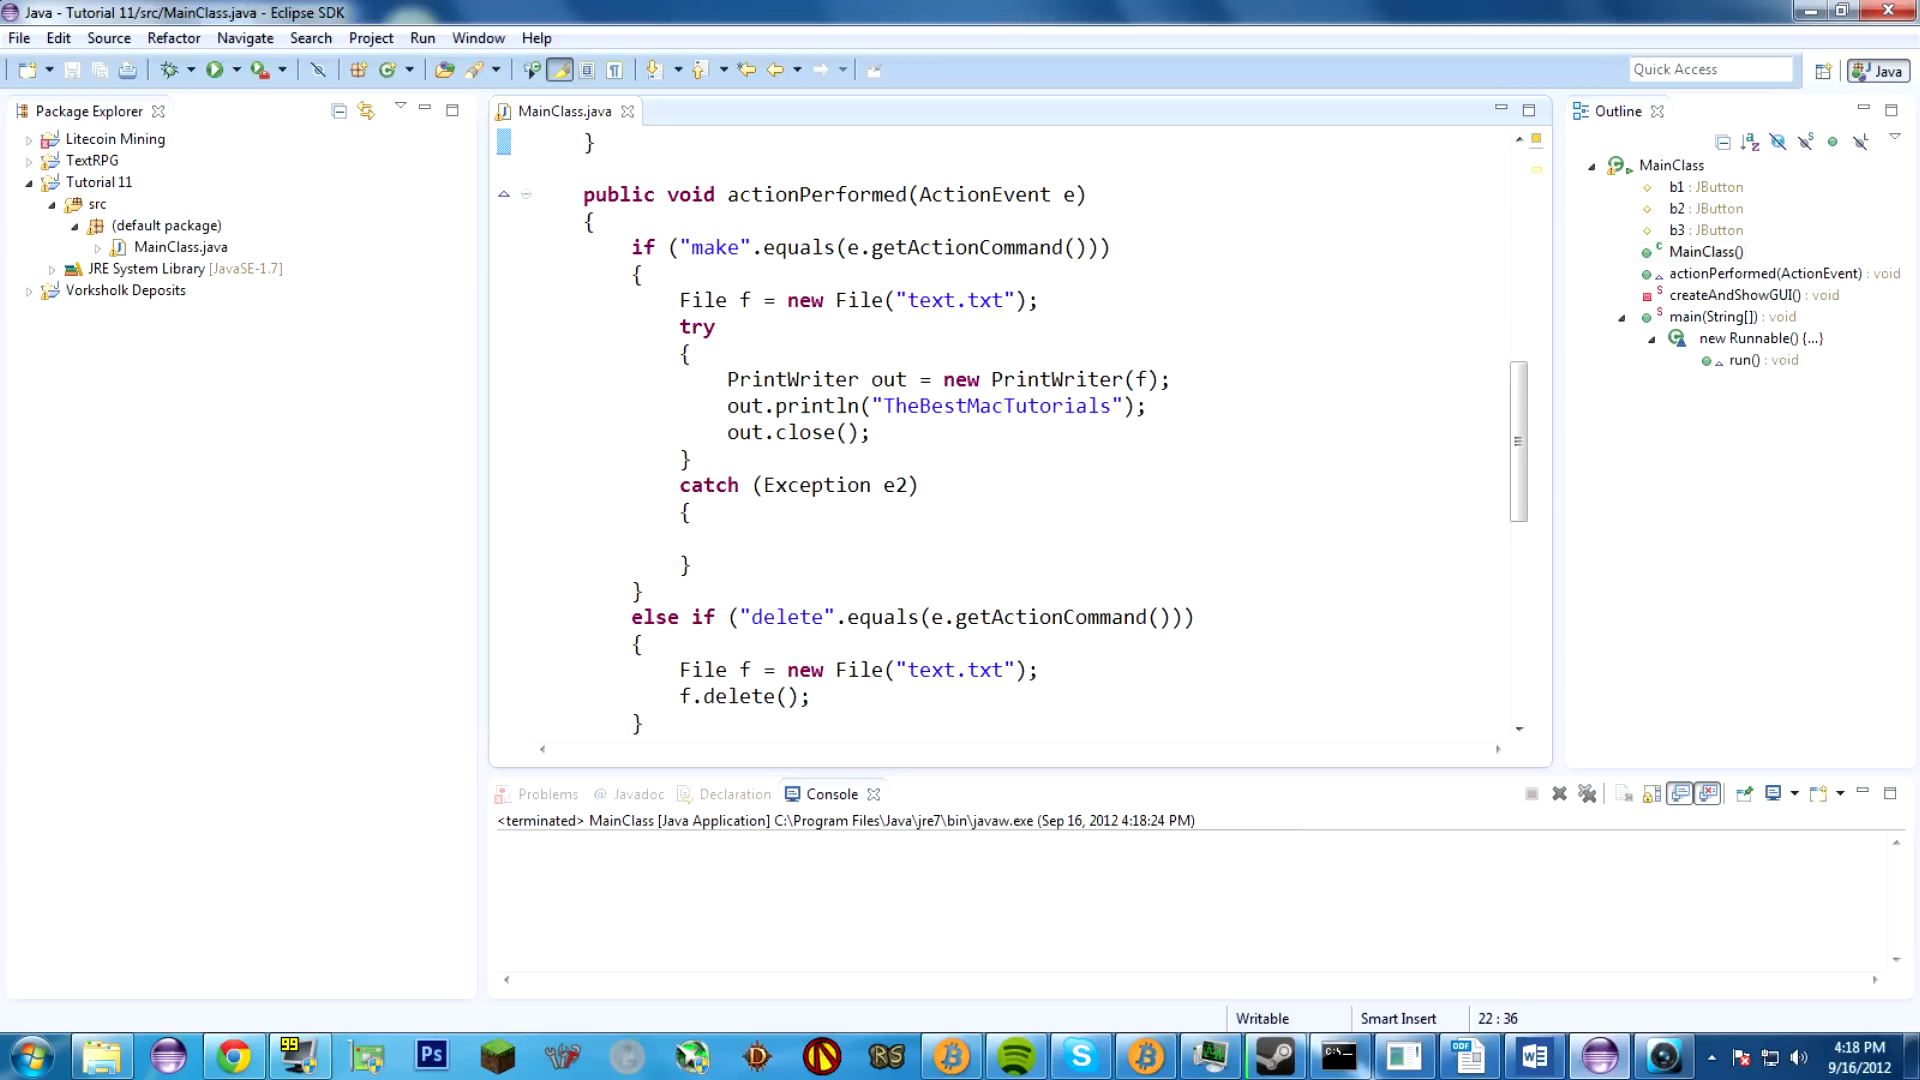 Java - Tutorial 11/src/MainClass.java - Eclipse SDK
File Edit Source Refactor Navigate Search Project Run Window Help
Quick Access
Java
Package Explorer
Litecoin Mining
TextRPG
Tutorial 11
src
(default package)
MainClass.java
JRE System Library [JavaSE-1.7]
Vorksholk Deposits
MainClass.java
}
public void actionPerformed(ActionEvent e)
{
if ("make".equals(e.getActionCommand()))
{
File f = new File("text.txt");
try
{
PrintWriter out = new PrintWriter(f);
out.println("TheBestMacTutorials");
out.close();
}
catch (Exception e2)
{
}
}
else if ("delete".equals(e.getActionCommand()))
{
File f = new File("text.txt");
f.delete();
}
Outline
MainClass
b1 : JButton
b2 : JButton
b3 : JButton
MainClass()
actionPerformed(ActionEvent) : void
createAndShowGUI() : void
main(String[]) : void
new Runnable() {...}
run() : void
Problems @ Javadoc Declaration Console
<terminated> MainClass [Java Application] C:\Program Files\Java\jre7\bin\javaw.exe (Sep 16, 2012 4:18:24 PM)
Writable Smart Insert 22 : 36
99
Ps
RS
C:\
ODF
4:18 PM
9/16/2012